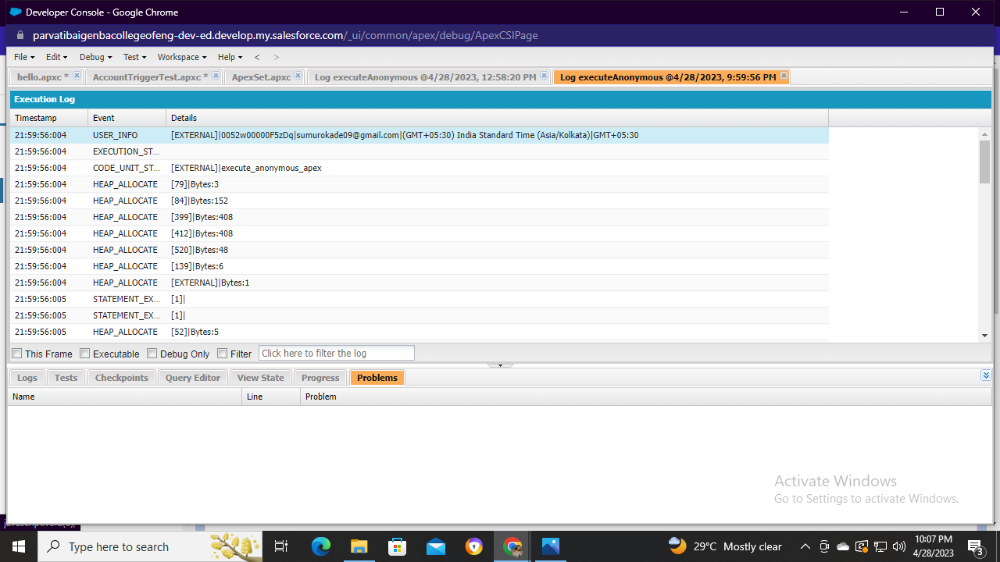 Developer Console - Google Chrome
parvatibaigenbacollegeofeng-dev-ed.develop.my.salesforce.com/_ui/common/apex/debug/ApexCSIPage
File Edit Debug Test Workspace Help < >
hello.apxc * AccountTriggerTest.apxc * ApexSet.apxc Log executeAnonymous @4/28/2023, 12:58:20 PM Log executeAnonymous @4/28/2023, 9:59:56 PM
Execution Log
Timestamp Event Details
21:59:56:004 USER_INFO [EXTERNAL]|0052w00000F5zDq|sumurokade09@gmail.com|(GMT+05:30) India Standard Time (Asia/Kolkata)|GMT+05:30
21:59:56:004 EXECUTION_ST...
21:59:56:004 CODE_UNIT_ST... [EXTERNAL]|execute_anonymous_apex
21:59:56:004 HEAP_ALLOCATE [79]|Bytes:3
21:59:56:004 HEAP_ALLOCATE [84]|Bytes:152
21:59:56:004 HEAP_ALLOCATE [399]|Bytes:408
21:59:56:004 HEAP_ALLOCATE [412]|Bytes:408
21:59:56:004 HEAP_ALLOCATE [520]|Bytes:48
21:59:56:004 HEAP_ALLOCATE [139]|Bytes:6
21:59:56:004 HEAP_ALLOCATE [EXTERNAL]|Bytes:1
21:59:56:005 STATEMENT_EX... [1]|
21:59:56:005 STATEMENT_EX... [1]|
21:59:56:005 HEAP_ALLOCATE [52]|Bytes:5
This Frame Executable Debug Only Filter Click here to filter the log
Logs Tests Checkpoints Query Editor View State Progress Problems
Name Line Problem
Activate Windows
Go to Settings to activate Windows.
Type here to search
29°C Mostly clear
10:07 PM
4/28/2023
3